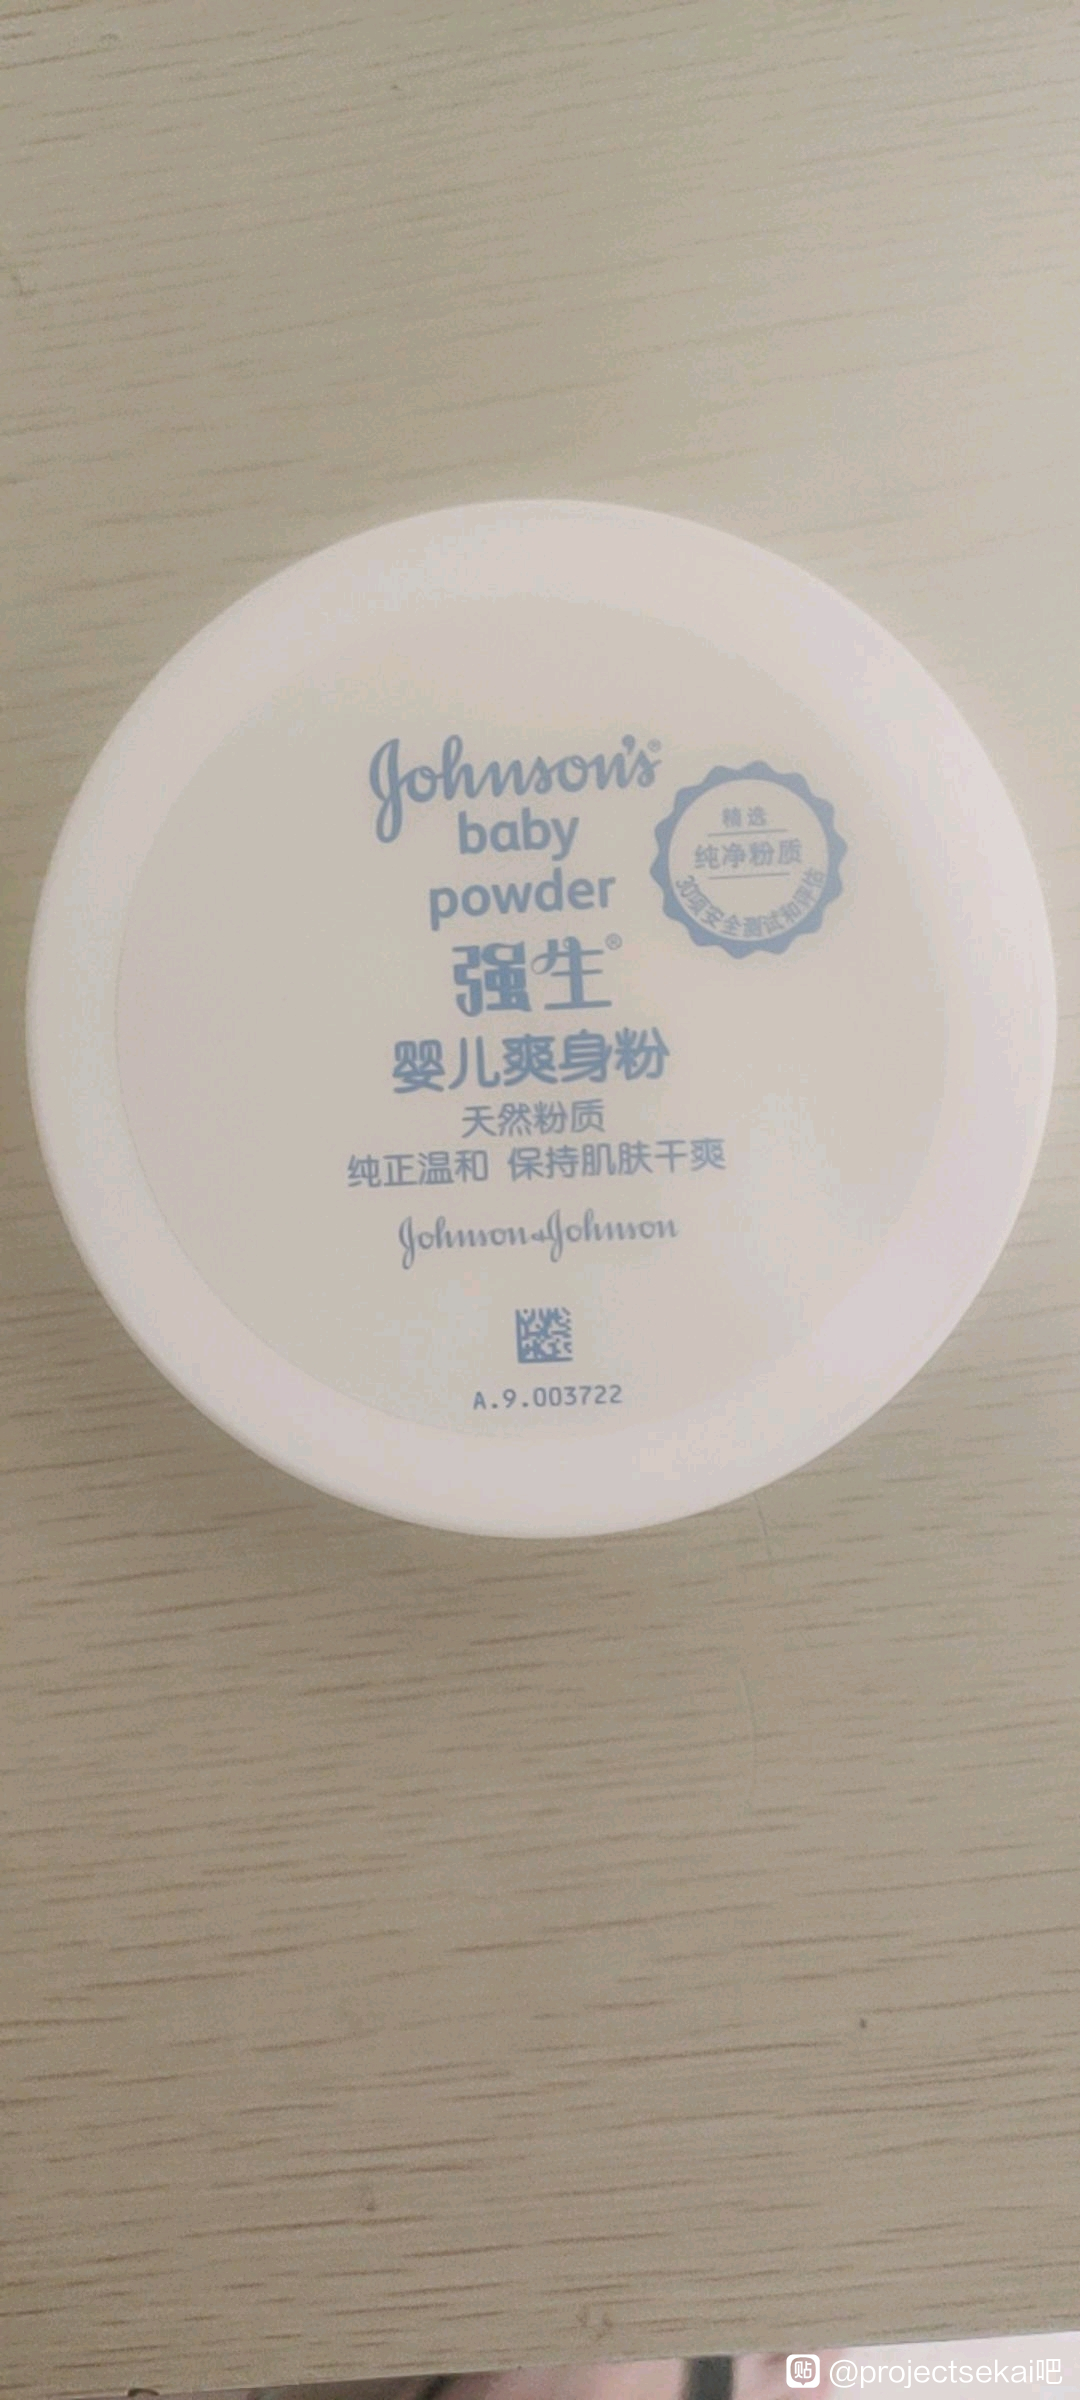 Johnson's®
baby
powder
强生®
婴儿爽身粉
天然粉质
纯正温和 保持肌肤干爽
Johnson & Johnson
A.9.003722
精选
纯净粉质
30项安全测试和评估
贴 @projectsekai吧